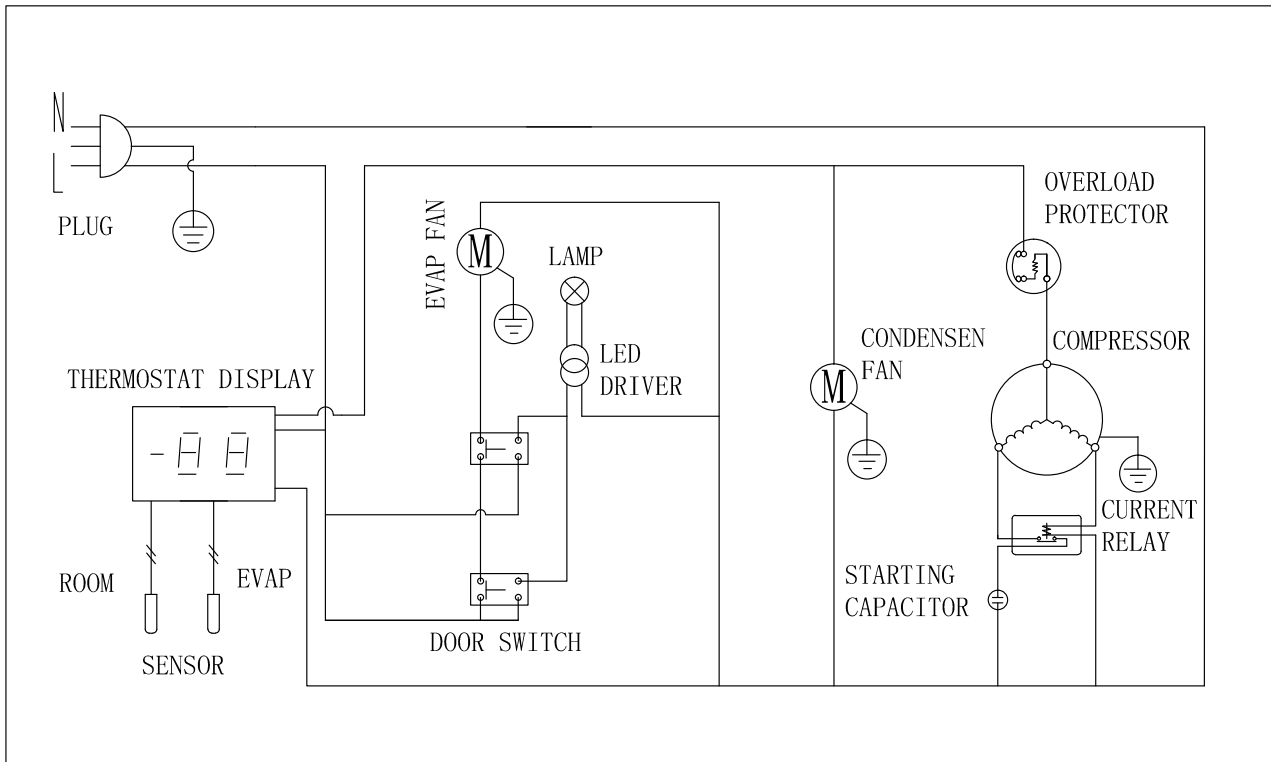 N
L
PLUG
EVAP FAN
M
LAMP
LED
DRIVER
OVERLOAD
PROTECTOR
CONDENSEN
FAN
M
COMPRESSOR
THERMOSTAT DISPLAY
-88
ROOM
EVAP
SENSOR
DOOR SWITCH
CURRENT
RELAY
STARTING
CAPACITOR